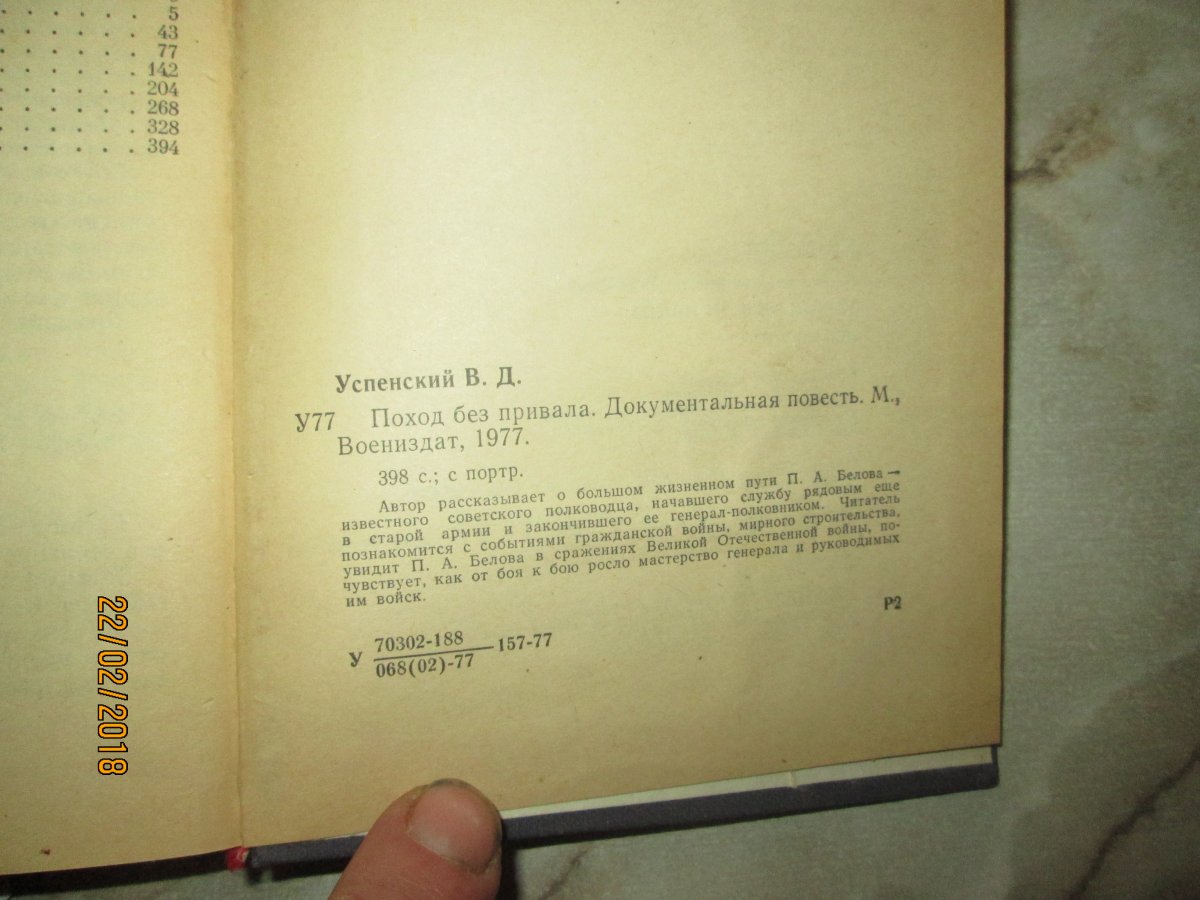 5
43
77
142
204
268
328
394
Успенский В. Д.
У77 Поход без привала. Документальная повесть. М.,
Воениздат, 1977.
398 с.; с портр.
Автор рассказывает о большом жизненном пути П. А. Белова —
известного советского полководца, начавшего службу рядовым еще
в старой армии и закончившего ее генерал-полковником. Читатель
познакомится с событиями гражданской войны, мирного строительства,
увидит П. А. Белова в сражениях Великой Отечественной войны, по-
чувствует, как от боя к бою росло мастерство генерала и руководимых
им войск.
У 70302-188 157-77
068(02)-77
Р2
22/02/2018